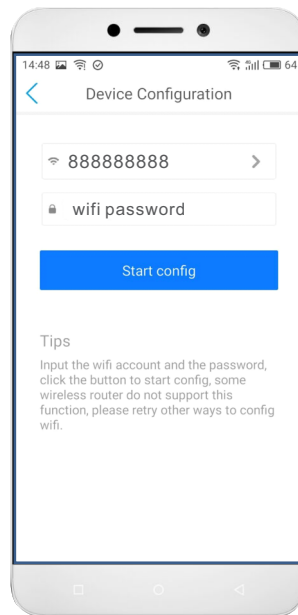 14:48 64
Device Configuration
888888888
wifi password
Start config
Tips
Input the wifi account and the password,
click the button to start config, some
wireless router do not support this
function, please retry other ways to config
wifi.